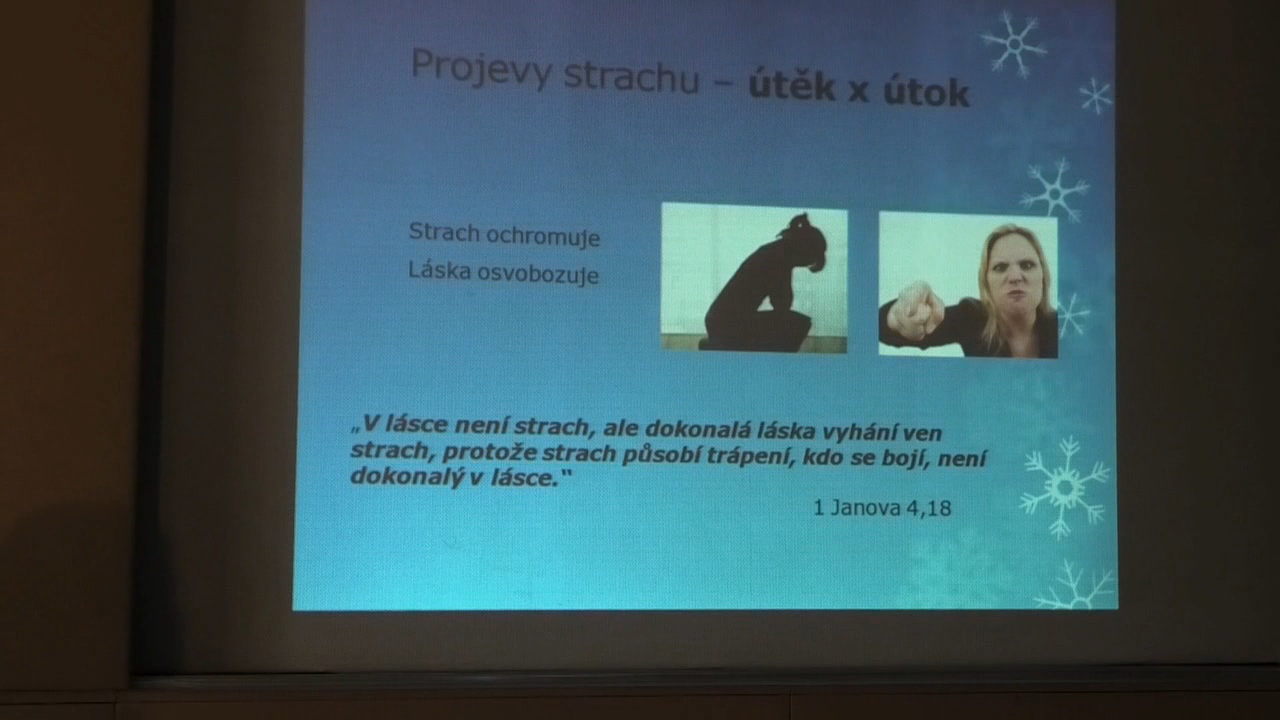 Projevy strachu – útěk x útok
Strach ochromuje
Láska osvobozuje
„V lásce není strach, ale dokonalá láska vyhání ven
strach, protože strach působí trápení, kdo se bojí, není
dokonalý v lásce.“
1 Janova 4,18